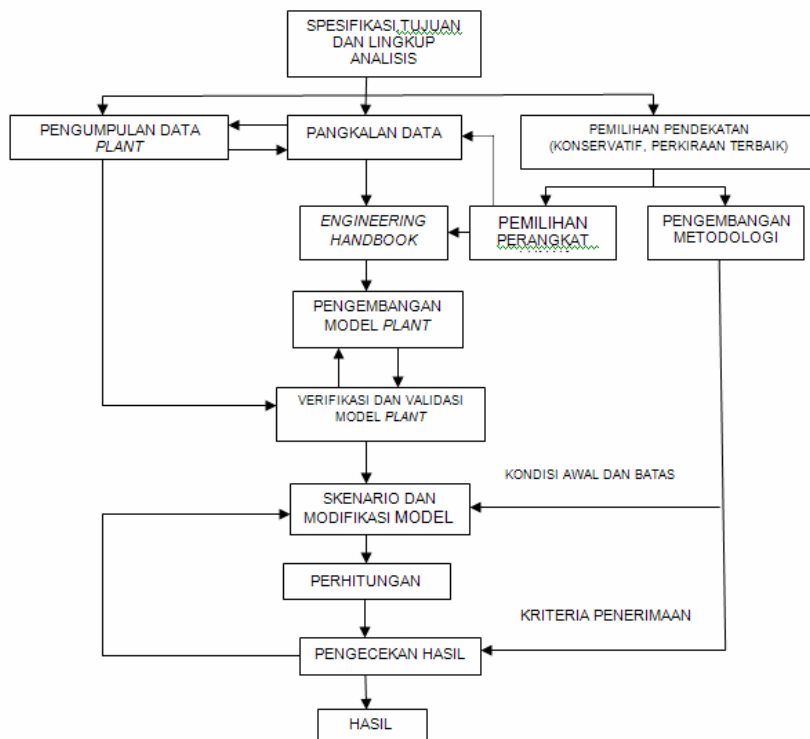 SPESIFIKASI,TUJUAN
DAN LINGKUP
ANALISIS
PENGUMPULAN DATA
PLANT
PANGKALAN DATA
PEMILIHAN PENDEKATAN
(KONSERVATIF, PERKIRAAN TERBAIK)
ENGINEERING
HANDBOOK
PEMILIHAN
PERANGKAT
PENGEMBANGAN
METODOLOGI
PENGEMBANGAN
MODEL PLANT
VERIFIKASI DAN VALIDASI
MODEL PLANT
KONDISI AWAL DAN BATAS
SKENARIO DAN
MODIFIKASI MODEL
PERHITUNGAN
KRITERIA PENERIMAAN
PENGECEKAN HASIL
HASIL